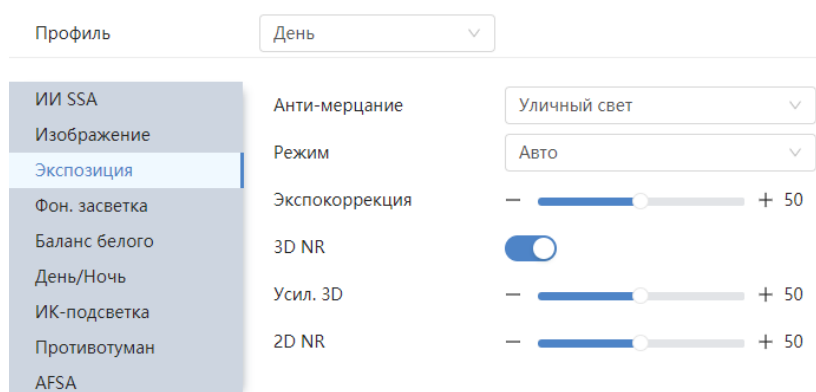 Профиль День
ИИ SSA
Изображение
Экспозиция
Фон. засветка
Баланс белого
День/Ночь
ИК-подсветка
Противотуман
AFSA
Анти-мерцание Уличный свет
Режим Авто
Экспокоррекция − + 50
3D NR
Усил. 3D − + 50
2D NR − + 50